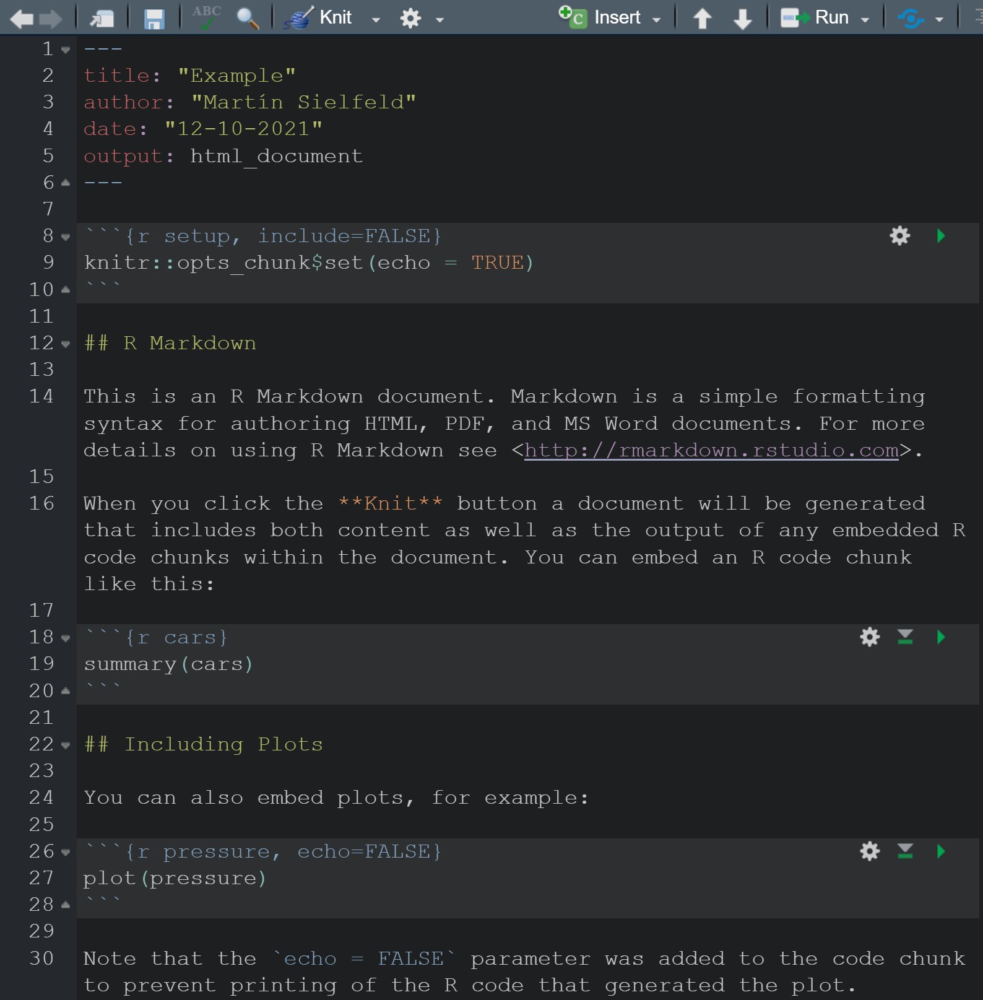 ABC Knit Insert Run
1 ---
2 title: "Example"
3 author: "Martín Sielfeld"
4 date: "12-10-2021"
5 output: html_document
6 ---
7
8 ```{r setup, include=FALSE}
9 knitr::opts_chunk$set(echo = TRUE)
10 ```
11
12 ## R Markdown
13
14 This is an R Markdown document. Markdown is a simple formatting
syntax for authoring HTML, PDF, and MS Word documents. For more
details on using R Markdown see <http://rmarkdown.rstudio.com>.
15
16 When you click the **Knit** button a document will be generated
that includes both content as well as the output of any embedded R
code chunks within the document. You can embed an R code chunk
like this:
17
18 ```{r cars}
19 summary(cars)
20 ```
21
22 ## Including Plots
23
24 You can also embed plots, for example:
25
26 ```{r pressure, echo=FALSE}
27 plot(pressure)
28 ```
29
30 Note that the `echo = FALSE` parameter was added to the code chunk
to prevent printing of the R code that generated the plot.